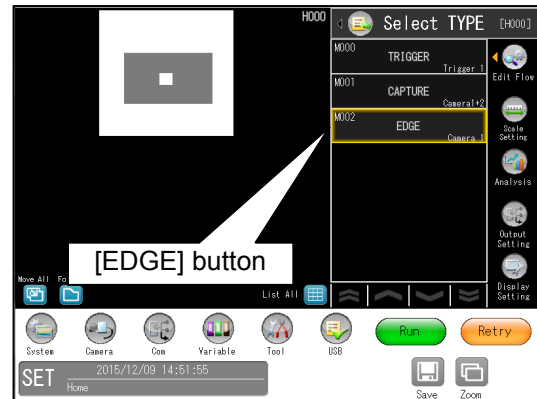 H000
Select TYPE
[H000]
M000
TRIGGER
Trigger 1
Edit Flow
M001
CAPTURE
Camera1+2
M002
EDGE
Camera 1
Scale
Setting
Analysis
Output
Setting
Display
Setting
[EDGE] button
Move All
Fo
List All
System
Camera
Com
Variable
Tool
USB
Run
Retry
SET
2015/12/09 14:51:55
Home
Save
Zoom